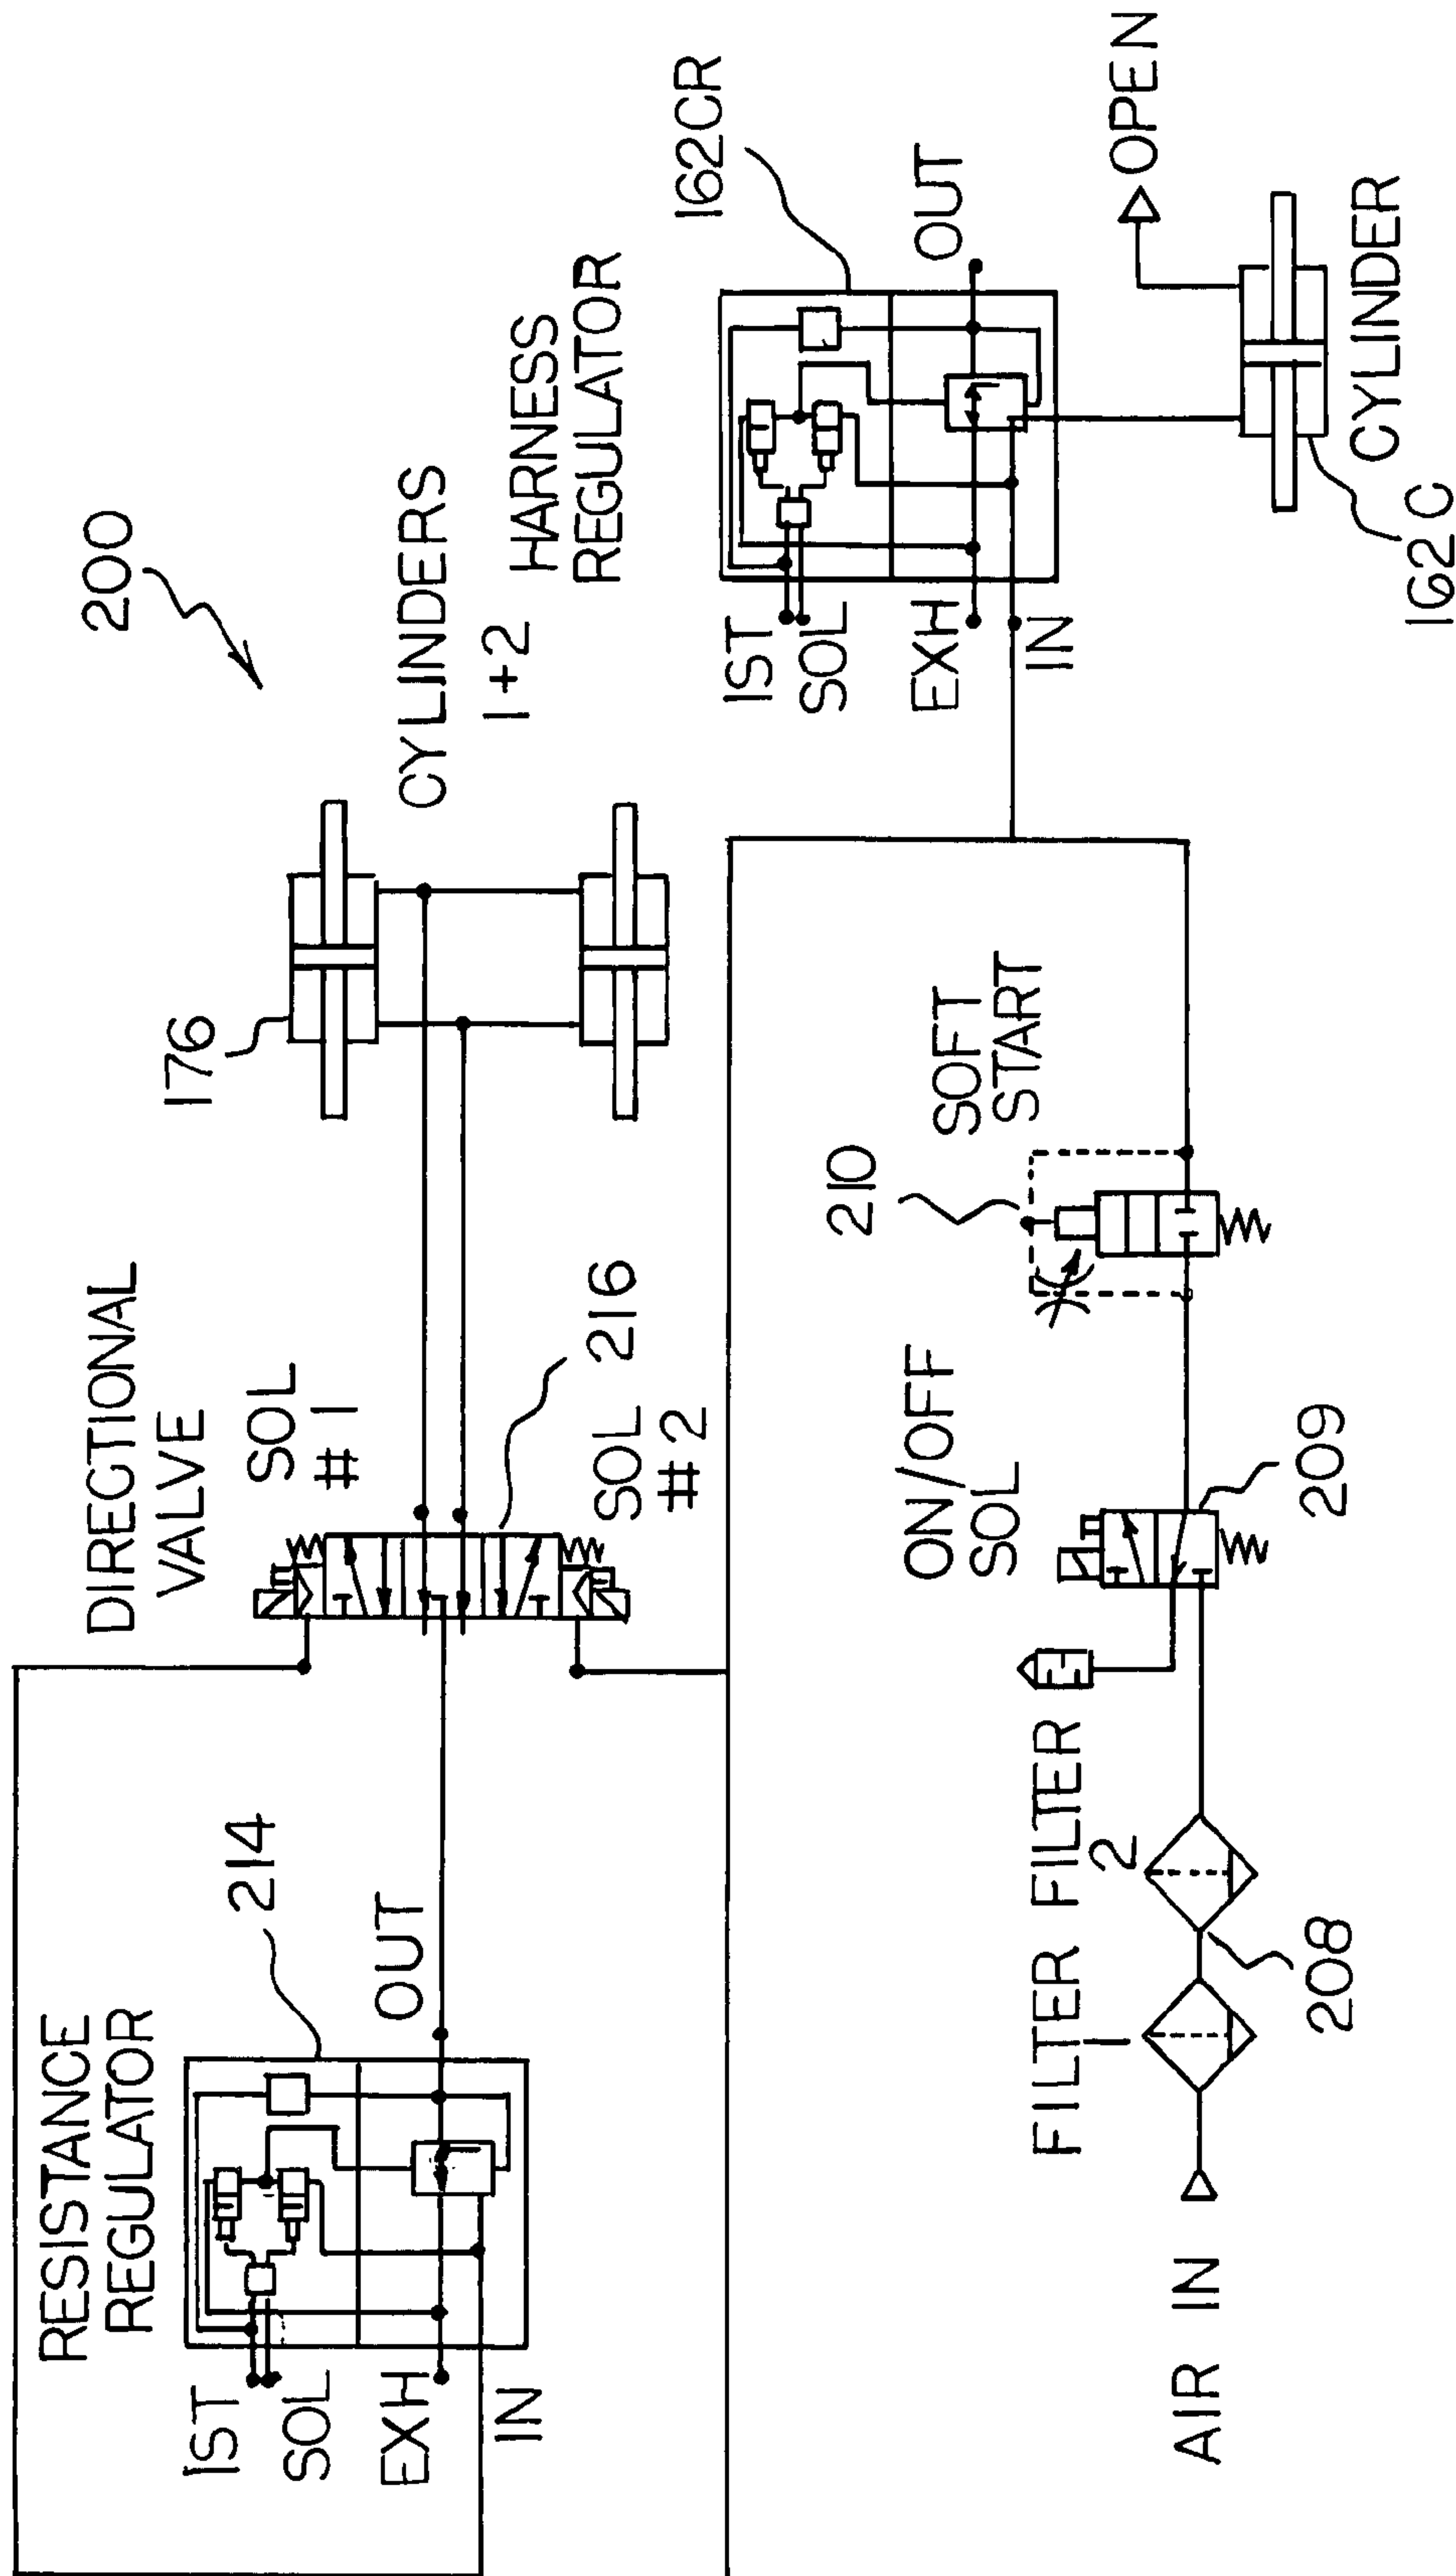 200
RESISTANCE
REGULATOR
214
IST
SOL
EXH
IN
OUT
DIRECTIONAL
VALVE
SOL
#1
216
SOL
#2
176
CYLINDERS
1+2
HARNESS
REGULATOR
162CR
IST
SOL
EXH
IN
OUT
OPEN
CYLINDER
162C
AIR IN
FILTER
1
FILTER
2
208
ON/OFF
SOL
209
210
SOFT
START